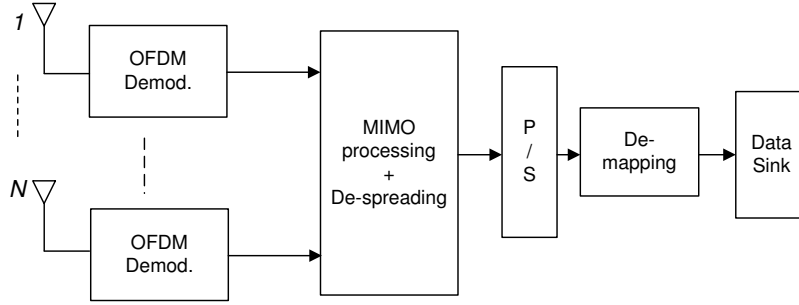 1
OFDM
Demod.
N
OFDM
Demod.
MIMO
processing
+
De-spreading
P
/
S
De-
mapping
Data
Sink